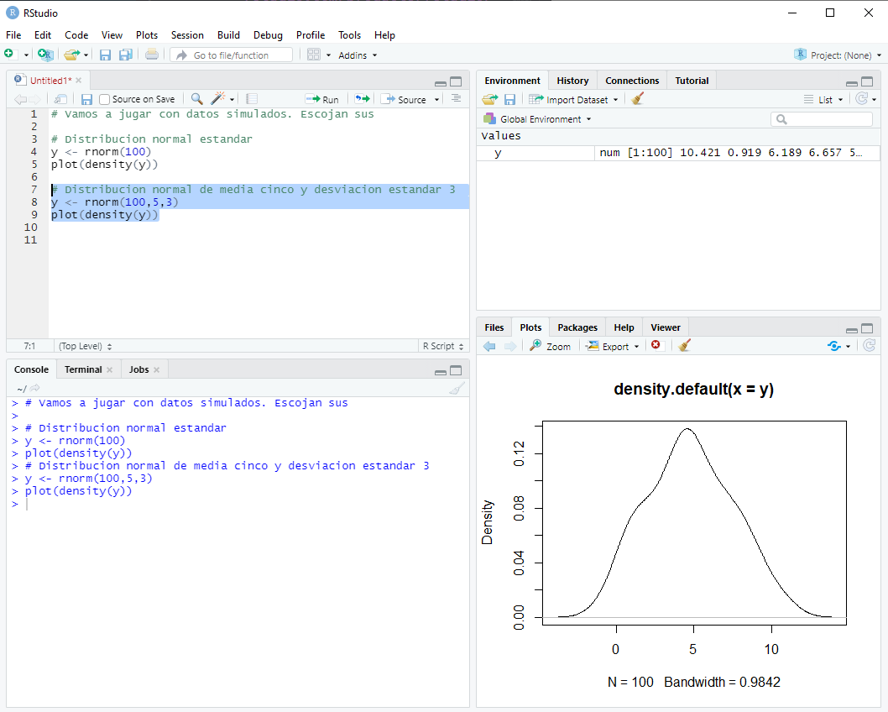 RStudio
File Edit Code View Plots Session Build Debug Profile Tools Help
Go to file/function Addins Project: (None)
Untitled1*
Source on Save Run Source
1 # Vamos a jugar con datos simulados. Escojan sus
2
3 # Distribucion normal estandar
4 y <- rnorm(100)
5 plot(density(y))
6
7 # Distribucion normal de media cinco y desviacion estandar 3
8 y <- rnorm(100,5,3)
9 plot(density(y))
10
11
7:1 (Top Level) R Script
Console Terminal Jobs
~/
> # Vamos a jugar con datos simulados. Escojan sus
>
> # Distribucion normal estandar
> y <- rnorm(100)
> plot(density(y))
> # Distribucion normal de media cinco y desviacion estandar 3
> y <- rnorm(100,5,3)
> plot(density(y))
>
Environment History Connections Tutorial
Import Dataset List
Global Environment
Values
y num [1:100] 10.421 0.919 6.189 6.657 5…
Files Plots Packages Help Viewer
Zoom Export
density.default(x = y)
Density
0.12
0.08
0.04
0.00
0 5 10
N = 100 Bandwidth = 0.9842